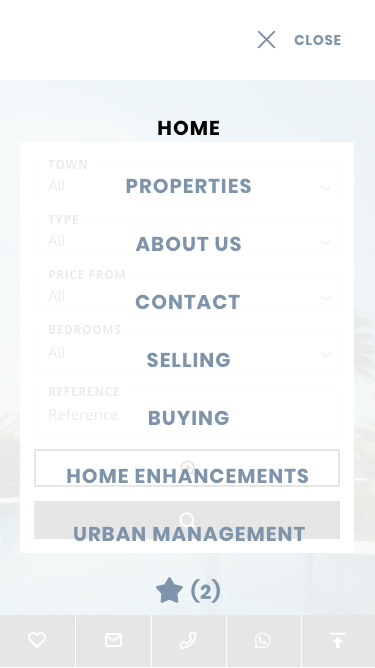 CLOSE
HOME
TOWN
All
PROPERTIES
TYPE
All
ABOUT US
PRICE FROM
All
CONTACT
BEDROOMS
All
SELLING
REFERENCE
Reference
BUYING
HOME ENHANCEMENTS
URBAN MANAGEMENT
(2)